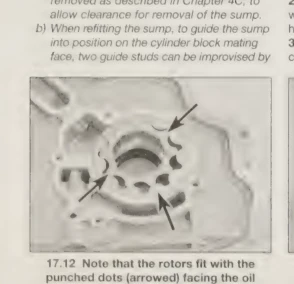 removed as described in Chapter 4C, to
allow clearance for removal of the sump.
b) When refitting the sump, to guide the sump
into position on the cylinder block mating
face, two guide studs can be improvised by
2
3
17.12 Note that the rotors fit with the
punched dots (arrowed) facing the oil